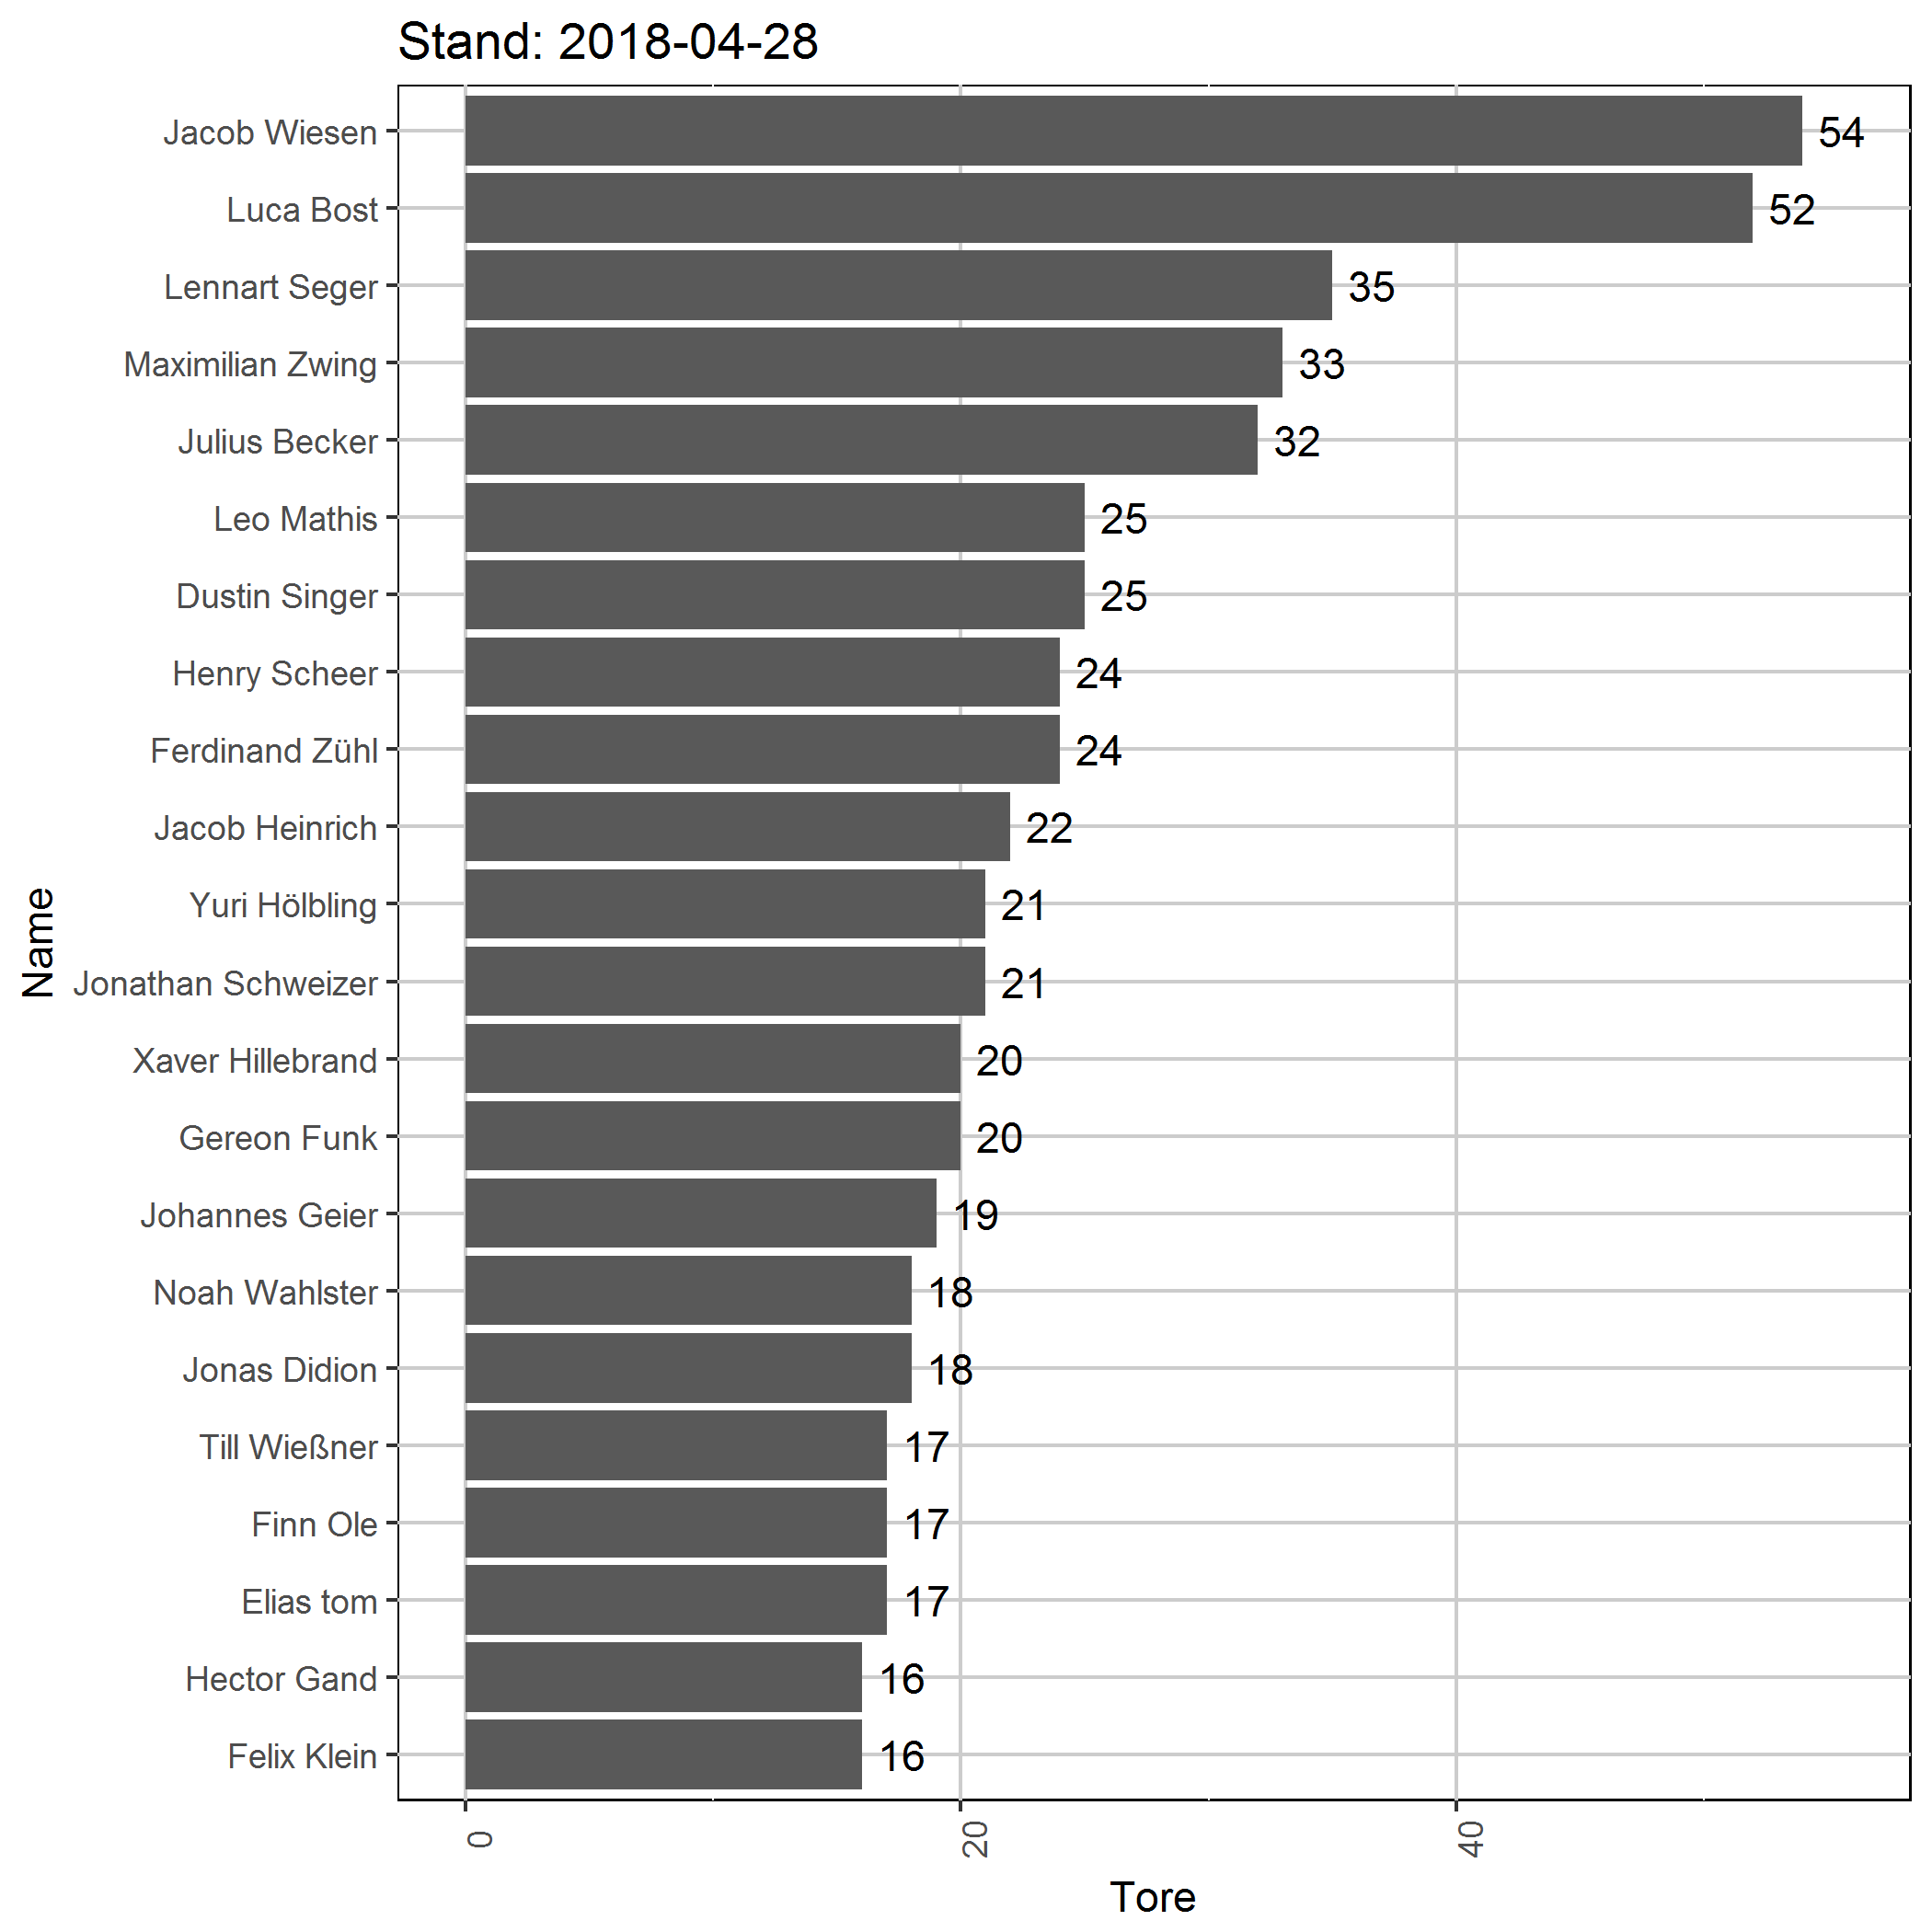 Stand: 2018-04-28
Jacob Wiesen 54
Luca Bost 52
Lennart Seger 35
Maximilian Zwing 33
Julius Becker 32
Leo Mathis 25
Dustin Singer 25
Henry Scheer 24
Ferdinand Zühl 24
Jacob Heinrich 22
Yuri Hölbling 21
Jonathan Schweizer 21
Xaver Hillebrand 20
Gereon Funk 20
Johannes Geier 19
Noah Wahlster 18
Jonas Didion 18
Till Wießner 17
Finn Ole 17
Elias tom 17
Hector Gand 16
Felix Klein 16
Name
0 20 40
Tore